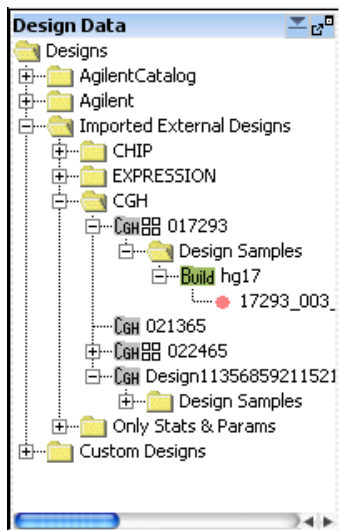 Design Data
Designs
AgilentCatalog
Agilent
Imported External Designs
CHIP
EXPRESSION
CGH
CGH 017293
Design Samples
Build hg17
17293_003_
CGH 021365
CGH 022465
CGH Design11356859211521
Design Samples
Only Stats & Params
Custom Designs